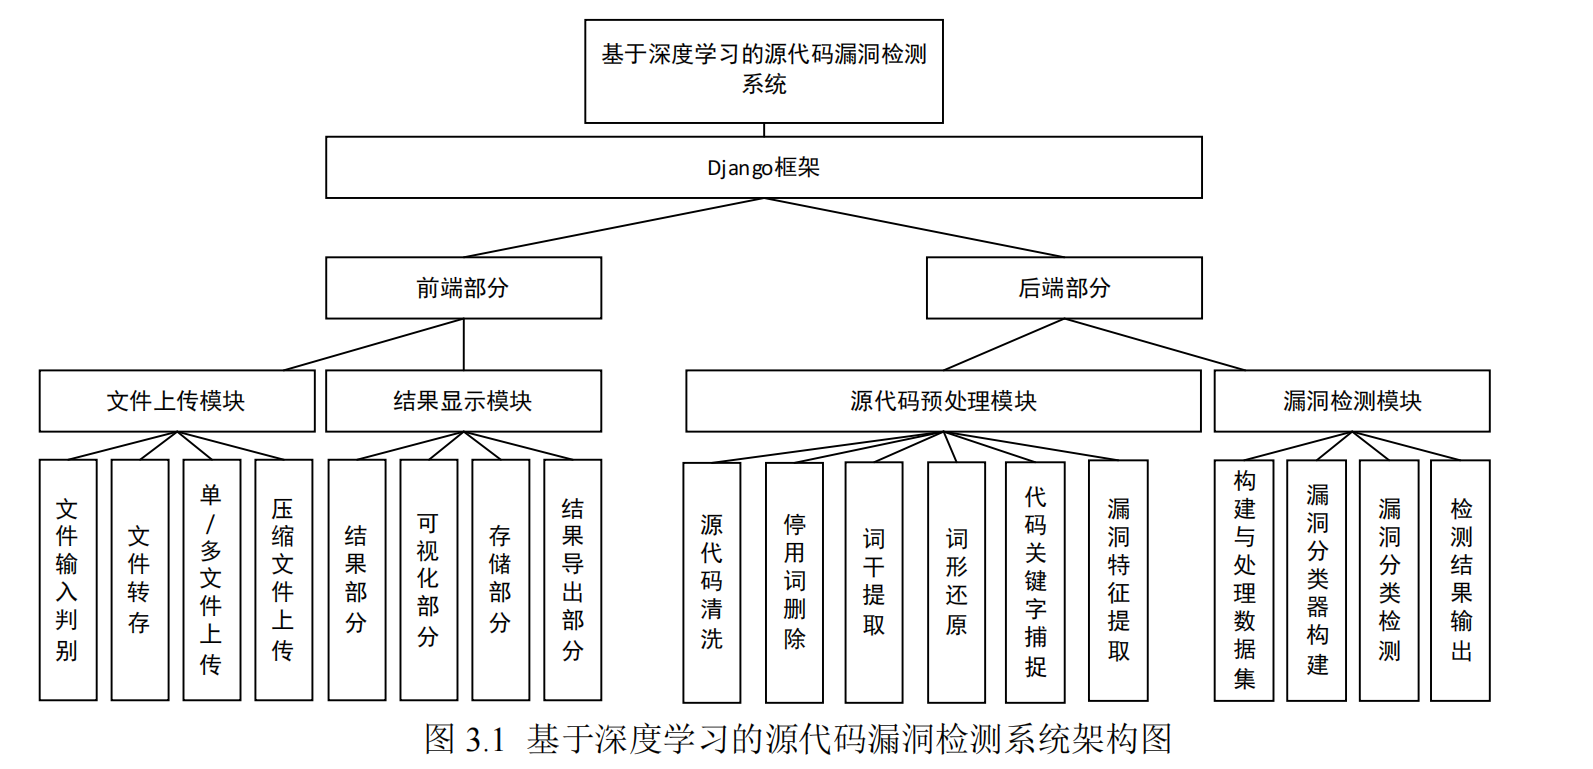 基于深度学习的源代码漏洞检测
系统
Django框架
前端部分
后端部分
文件上传模块
结果显示模块
源代码预处理模块
漏洞检测模块
文件输入判别
文件转存
单/多文件上传
压缩文件上传
结果部分
可视化部分
存储部分
结果导出部分
源代码清洗
停用词删除
词干提取
词形还原
代码关键字捕捉
漏洞特征提取
构建与处理数据集
漏洞分类器构建
漏洞分类检测
检测结果输出
图 3.1 基于深度学习的源代码漏洞检测系统架构图